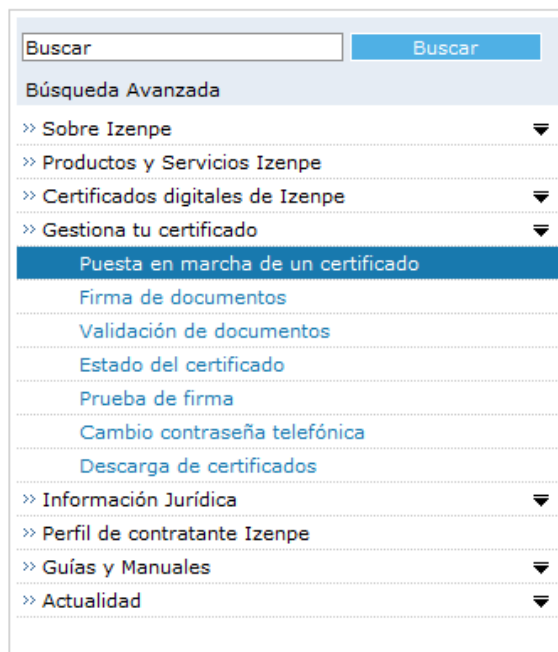 Buscar Buscar
Búsqueda Avanzada
Sobre Izenpe
Productos y Servicios Izenpe
Certificados digitales de Izenpe
Gestiona tu certificado
Puesta en marcha de un certificado
Firma de documentos
Validación de documentos
Estado del certificado
Prueba de firma
Cambio contraseña telefónica
Descarga de certificados
Información Jurídica
Perfil de contratante Izenpe
Guías y Manuales
Actualidad